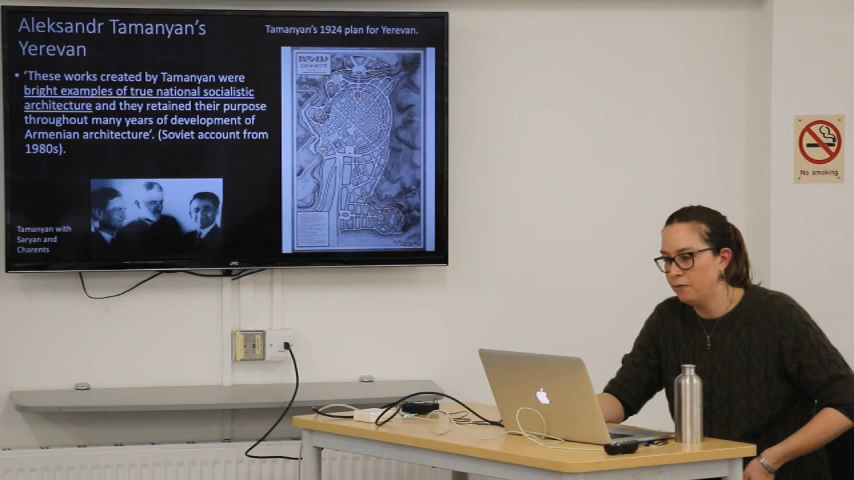 Aleksandr Tamanyan's
Yerevan
Tamanyan's 1924 plan for Yerevan.
• 'These works created by Tamanyan were
bright examples of true national socialistic
architecture and they retained their purpose
throughout many years of development of
Armenian architecture'. (Soviet account from
1980s).
Tamanyan with
Saryan and
Charents
JVC
No smoking